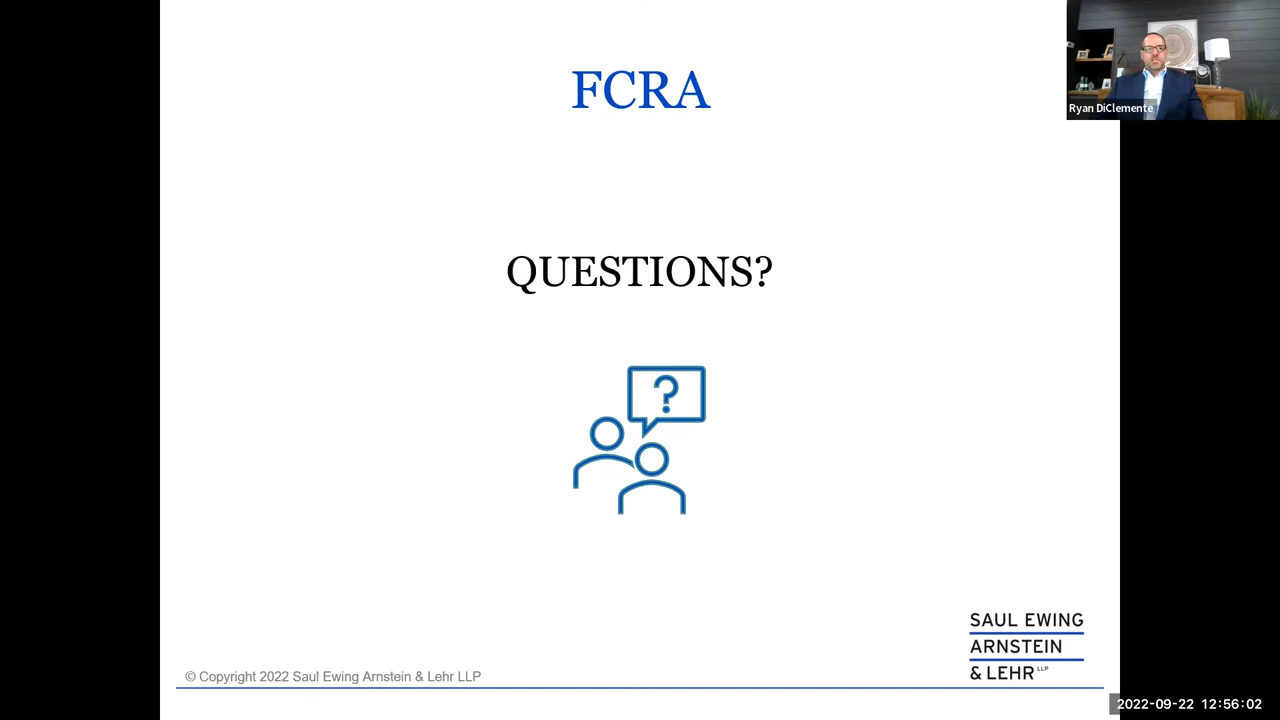 FCRA
Ryan DiClemente
QUESTIONS?
?
SAUL EWING
ARNSTEIN
& LEHR LLP
© Copyright 2022 Saul Ewing Arnstein & Lehr LLP
2022-09-22 12:56:02